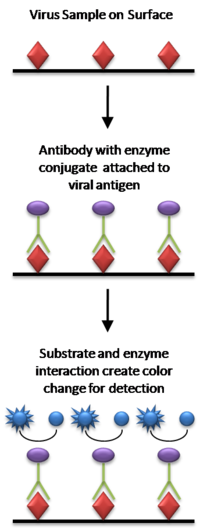 Virus Sample on Surface
Antibody with enzyme
conjugate attached to
viral antigen
Substrate and enzyme
interaction create color
change for detection